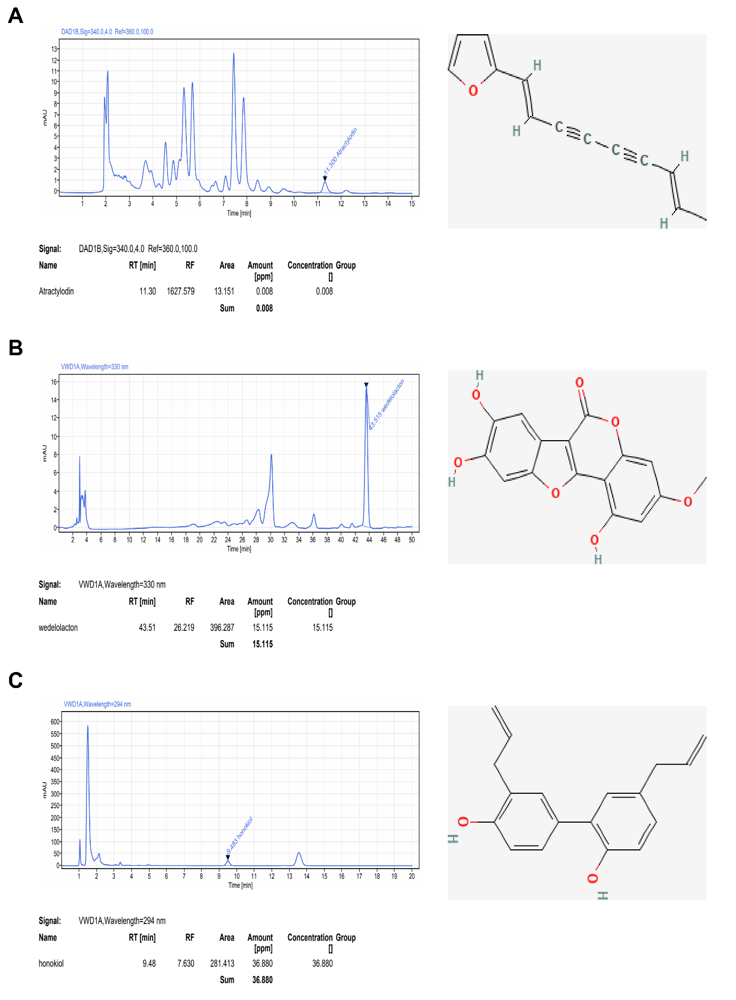 A
DAD1B,Sig=340.0,4.0 Ref=360.0,100.0
mAU
13
12
11
10
9
8
7
6
5
4
3
2
1
0
11.300 Atractylodin
1 2 3 4 5 6 7 8 9 10 11 12 13 14 15
Time [min]
O
H
H
C
C
C
C
H
H
Signal: DAD1B,Sig=340.0,4.0 Ref=360.0,100.0
Name RT [min] RF Area Amount Concentration Group
[ppm] []
Atractylodin 11.30 1627.579 13.151 0.008 0.008
Sum 0.008
B
VWD1A,Wavelength=330 nm
mAU
16
14
12
10
8
6
4
2
0
43.515 wedelolacton
2 4 6 8 10 12 14 16 18 20 22 24 26 28 30 32 34 36 38 40 42 44 46 48 50
Time [min]
H
O
O
O
O
H
O
O
O
H
Signal: VWD1A,Wavelength=330 nm
Name RT [min] RF Area Amount Concentration Group
[ppm] []
wedelolacton 43.51 26.219 396.287 15.115 15.115
Sum 15.115
C
VWD1A,Wavelength=294 nm
mAU
600
550
500
450
400
350
300
250
200
150
100
50
0
9.483 honokiol
1 2 3 4 5 6 7 8 9 10 11 12 13 14 15 16 17 18 19 20
Time [min]
O
H
O
H
Signal: VWD1A,Wavelength=294 nm
Name RT [min] RF Area Amount Concentration Group
[ppm] []
honokiol 9.48 7.630 281.413 36.880 36.880
Sum 36.880